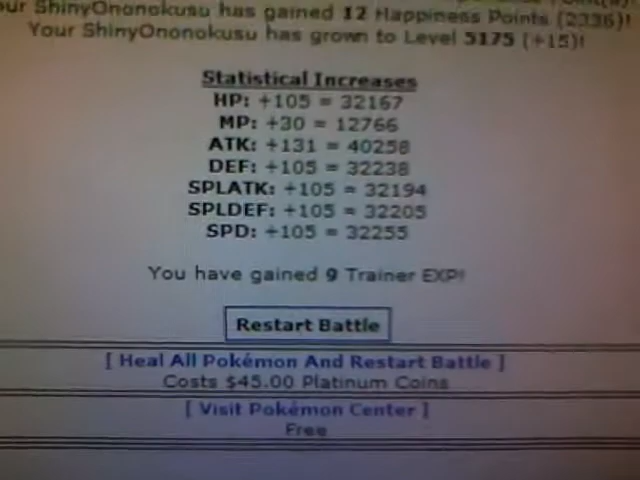 ur ShinyOnonokusu has gained 12 Happiness Points (2336)!
Your ShinyOnonokusu has grown to Level 5175 (+15)!
Statistical Increases
HP: +105 = 32167
MP: +30 = 12766
ATK: +131 = 40258
DEF: +105 = 32238
SPLATK: +105 = 32194
SPLDEF: +105 = 32205
SPD: +105 = 32255
You have gained 9 Trainer EXP!
Restart Battle
[ Heal All Pokémon And Restart Battle ]
Costs $45.00 Platinum Coins
[ Visit Pokémon Center ]
Free